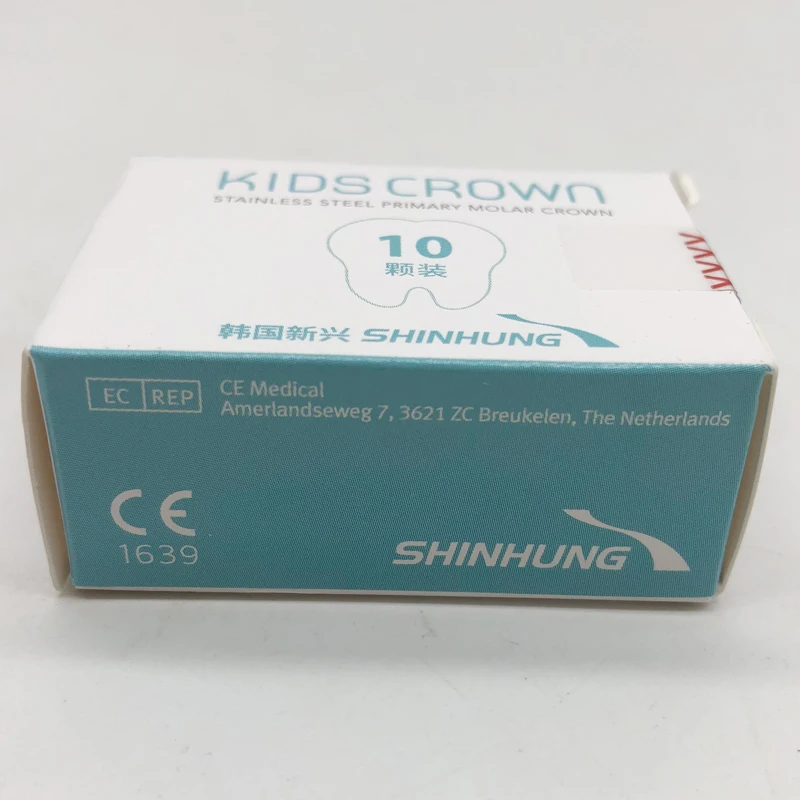 KIDS CROWN
STAINLESS STEEL PRIMARY MOLAR CROWN
10
颗装
韩国新兴 SHINHUNG
EC REP
CE Medical
Amerlandseweg 7, 3621 ZC Breukelen, The Netherlands
CE
1639
SHINHUNG